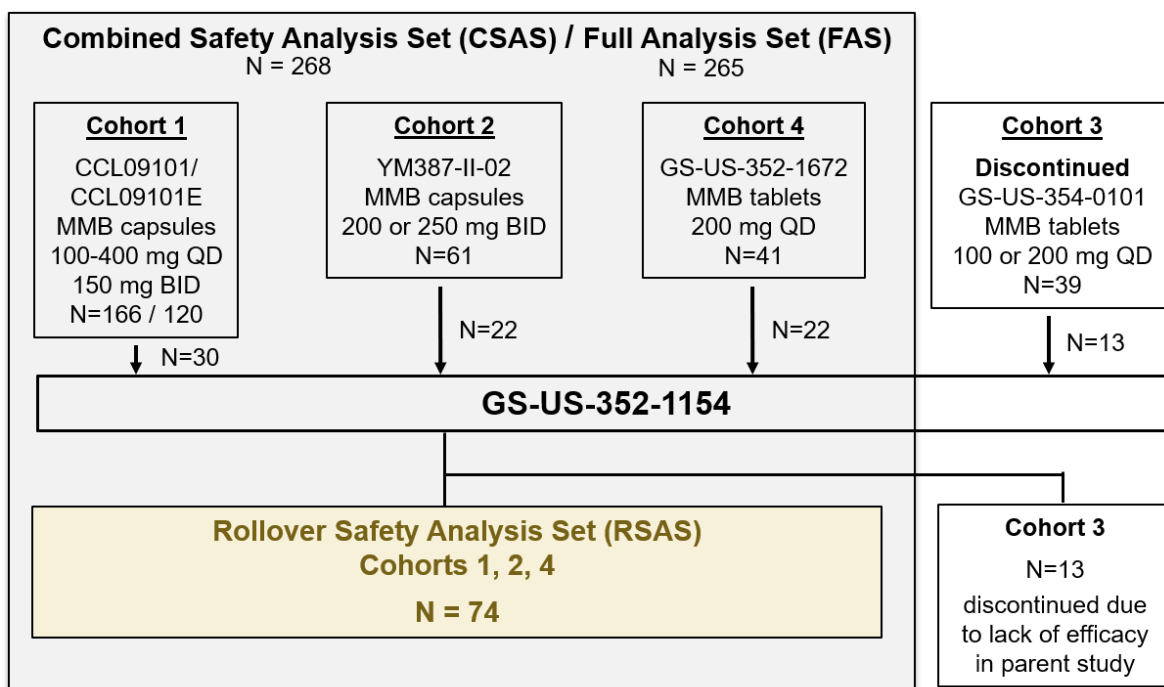 Combined Safety Analysis Set (CSAS) / Full Analysis Set (FAS)
N = 268
N = 265
Cohort 1
CCL09101/
CCL09101E
MMB capsules
100-400 mg QD
150 mg BID
N=166 / 120
Cohort 2
YM387-II-02
MMB capsules
200 or 250 mg BID
N=61
Cohort 4
GS-US-352-1672
MMB tablets
200 mg QD
N=41
Cohort 3
Discontinued
GS-US-354-0101
MMB tablets
100 or 200 mg QD
N=39
N=30
N=22
N=22
N=13
GS-US-352-1154
Rollover Safety Analysis Set (RSAS)
Cohorts 1, 2, 4
N = 74
Cohort 3
N=13
discontinued due
to lack of efficacy
in parent study